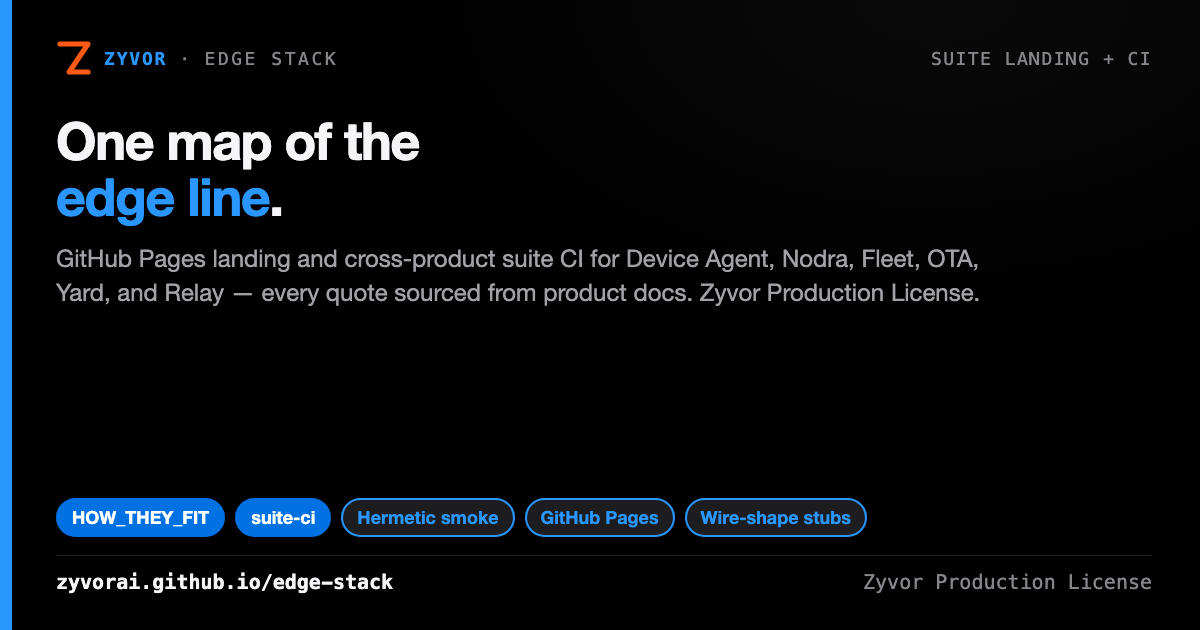 ZYVOR · EDGE STACK
SUITE LANDING + CI
One map of the
edge line.
GitHub Pages landing and cross-product suite CI for Device Agent, Nodra, Fleet, OTA,
Yard, and Relay — every quote sourced from product docs. Zyvor Production License.
HOW_THEY_FIT
suite-ci
Hermetic smoke
GitHub Pages
Wire-shape stubs
zyvorai.github.io/edge-stack
Zyvor Production License